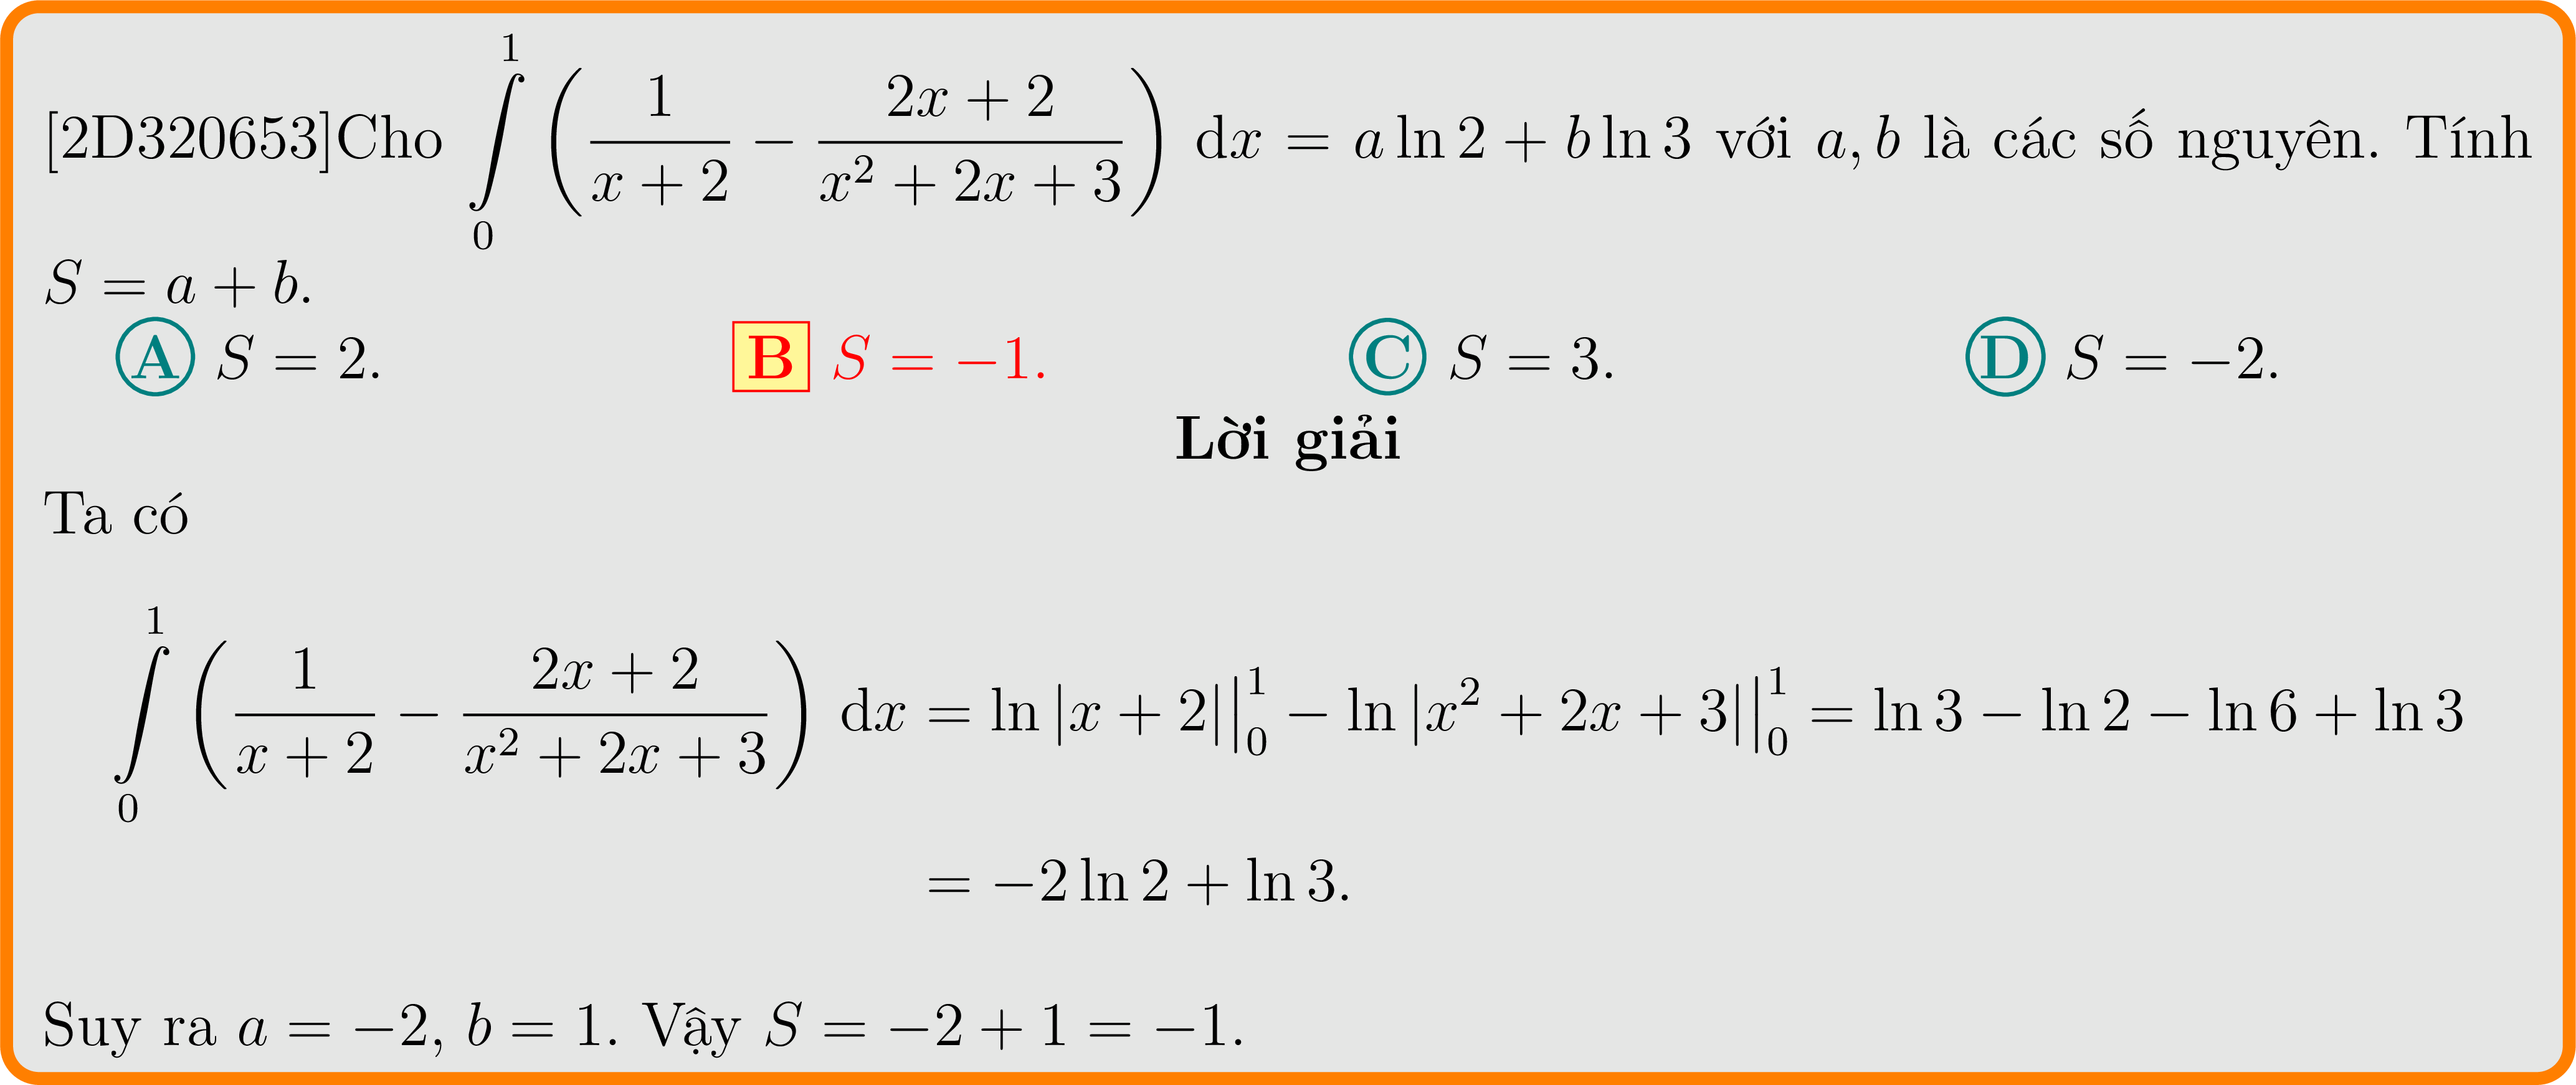 [2D320653]Cho $\int\limits_0^1 \left( \frac{1}{x+2} - \frac{2x+2}{x^2+2x+3} \right) \mathrm{d}x = a \ln 2 + b \ln 3$ với $a, b$ là các số nguyên. Tính
$S = a + b$.
A $S = 2$. B $S = -1$. C $S = 3$. D $S = -2$.
Lời giải
Ta có
$\int\limits_0^1 \left( \frac{1}{x+2} - \frac{2x+2}{x^2+2x+3} \right) \mathrm{d}x = \ln|x+2| \Big|_0^1 - \ln|x^2+2x+3| \Big|_0^1 = \ln 3 - \ln 2 - \ln 6 + \ln 3$
$= -2 \ln 2 + \ln 3.$
Suy ra $a = -2$, $b = 1$. Vậy $S = -2 + 1 = -1$.